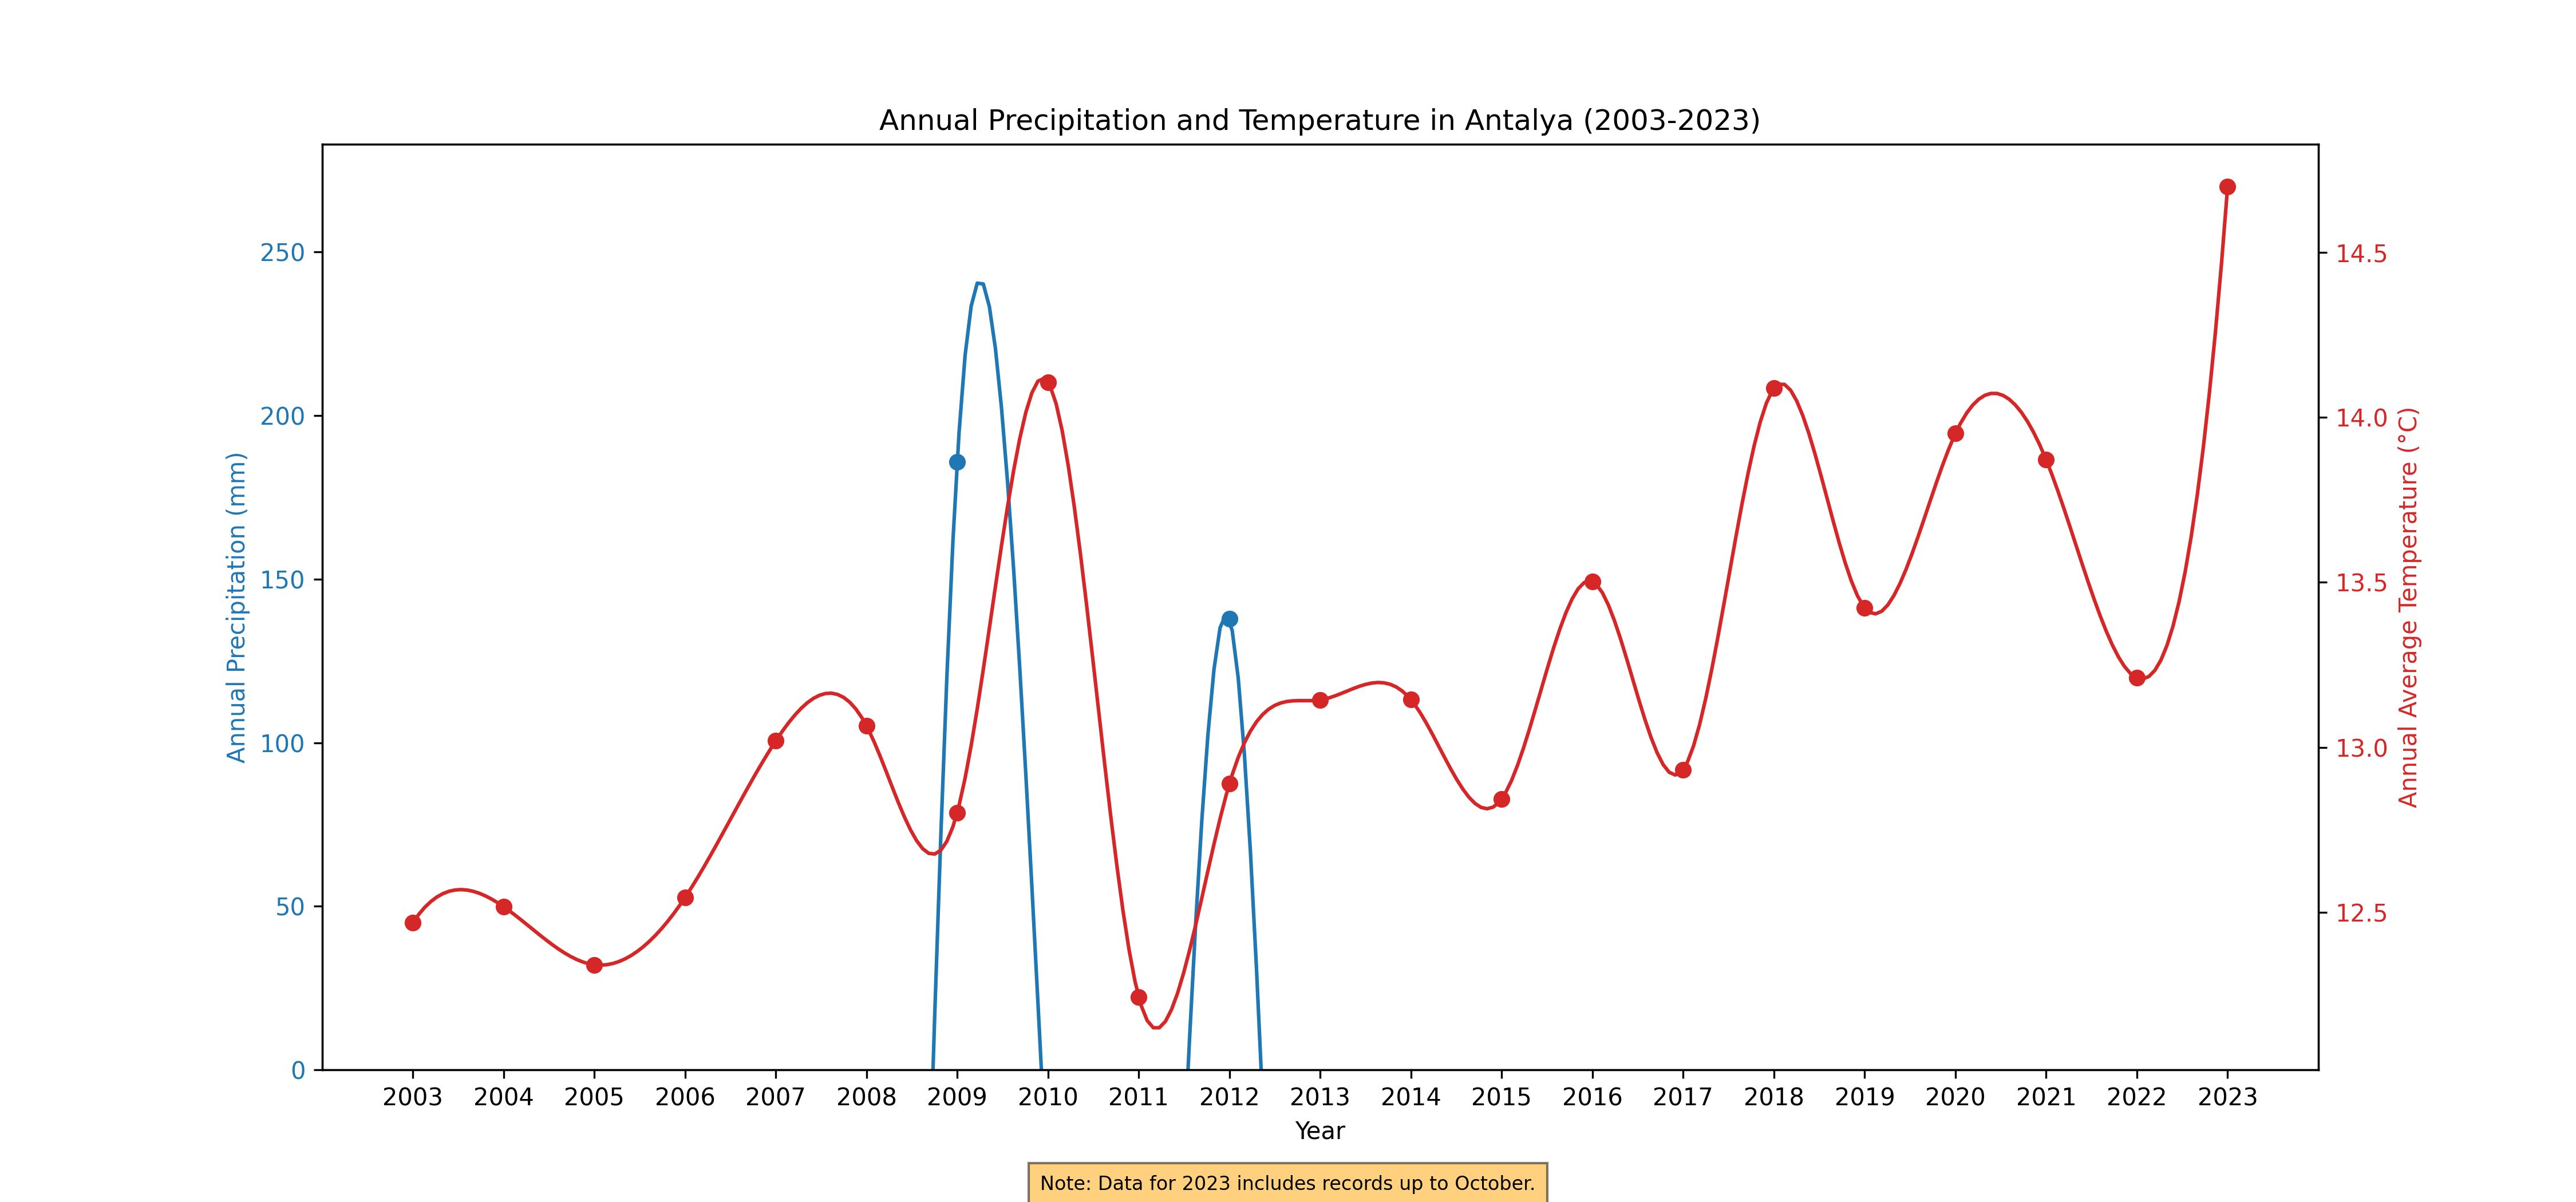 Annual Precipitation and Temperature in Antalya (2003-2023)
Annual Precipitation (mm)
250
200
150
100
50
0
14.5
14.0
13.5
13.0
12.5
Annual Average Temperature (°C)
2003 2004 2005 2006 2007 2008 2009 2010 2011 2012 2013 2014 2015 2016 2017 2018 2019 2020 2021 2022 2023
Year
Note: Data for 2023 includes records up to October.